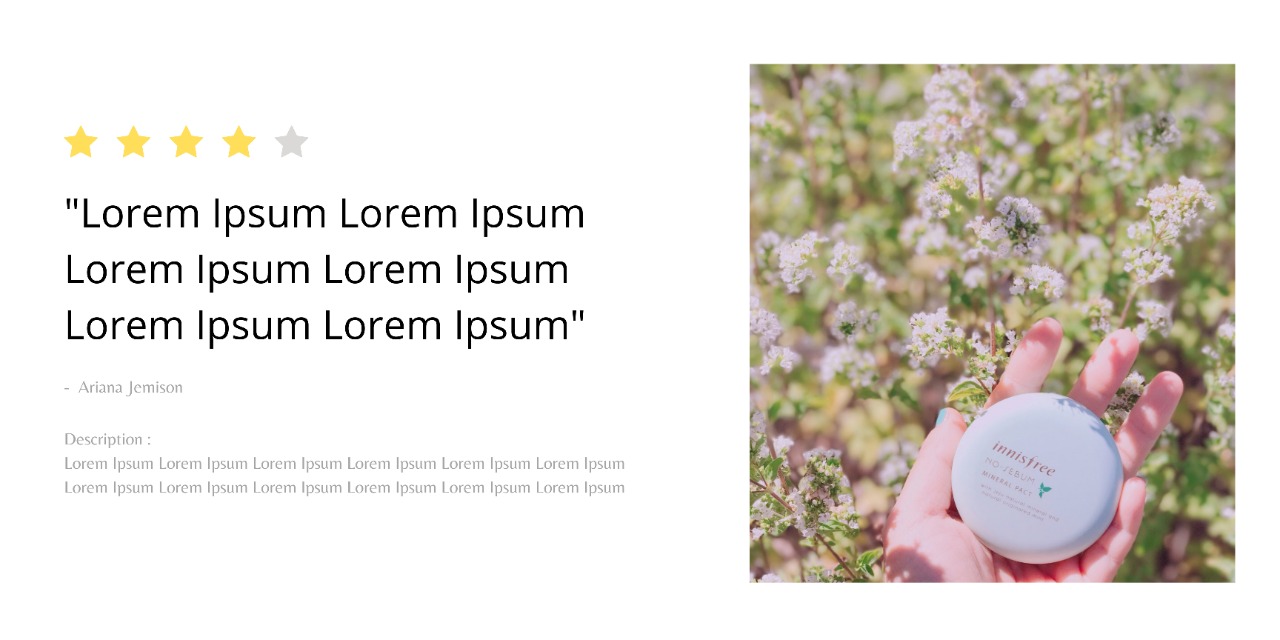 "Lorem Ipsum Lorem Ipsum
Lorem Ipsum Lorem Ipsum
Lorem Ipsum Lorem Ipsum"
- Ariana Jemison
Description :
Lorem Ipsum Lorem Ipsum Lorem Ipsum Lorem Ipsum Lorem Ipsum Lorem Ipsum
Lorem Ipsum Lorem Ipsum Lorem Ipsum Lorem Ipsum Lorem Ipsum Lorem Ipsum
innisfree
NO·SEBUM
MINERAL PACT